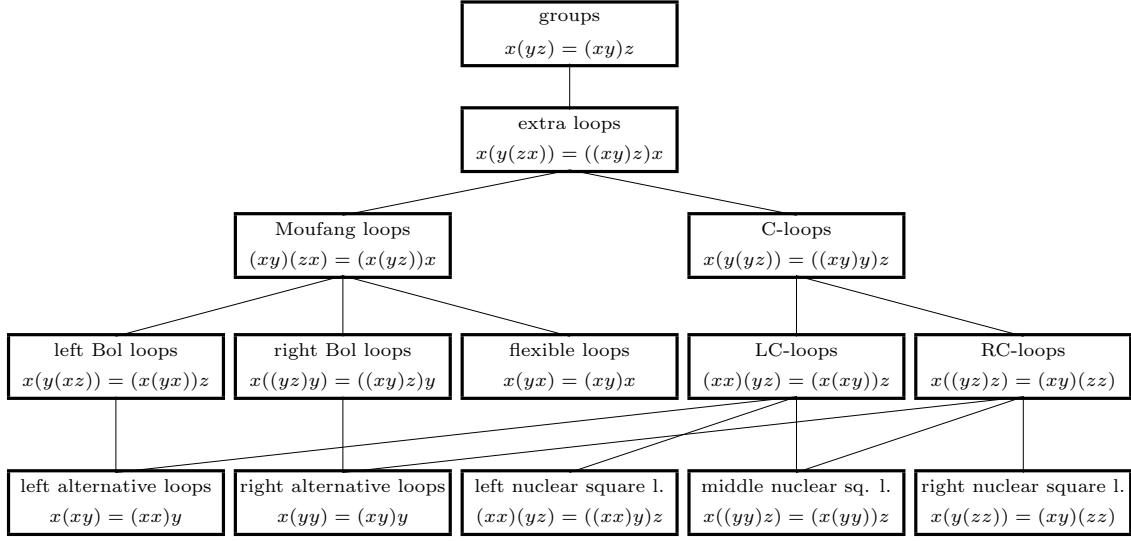 groups
x(yz) = (xy)z
extra loops
x(y(zx)) = ((xy)z)x
Moufang loops
(xy)(zx) = (x(yz))x
C-loops
x(y(yz)) = ((xy)y)z
left Bol loops
x(y(xz)) = (x(yx))z
right Bol loops
x((yz)y) = ((xy)z)y
flexible loops
x(yx) = (xy)x
LC-loops
(xx)(yz) = (x(xy))z
RC-loops
x((yz)z) = (xy)(zz)
left alternative loops
x(xy) = (xx)y
right alternative loops
x(yy) = (xy)y
left nuclear square l.
(xx)(yz) = ((xx)y)z
middle nuclear sq. l.
x((yy)z) = (x(yy))z
right nuclear square l.
x(y(zz)) = (xy)(zz)